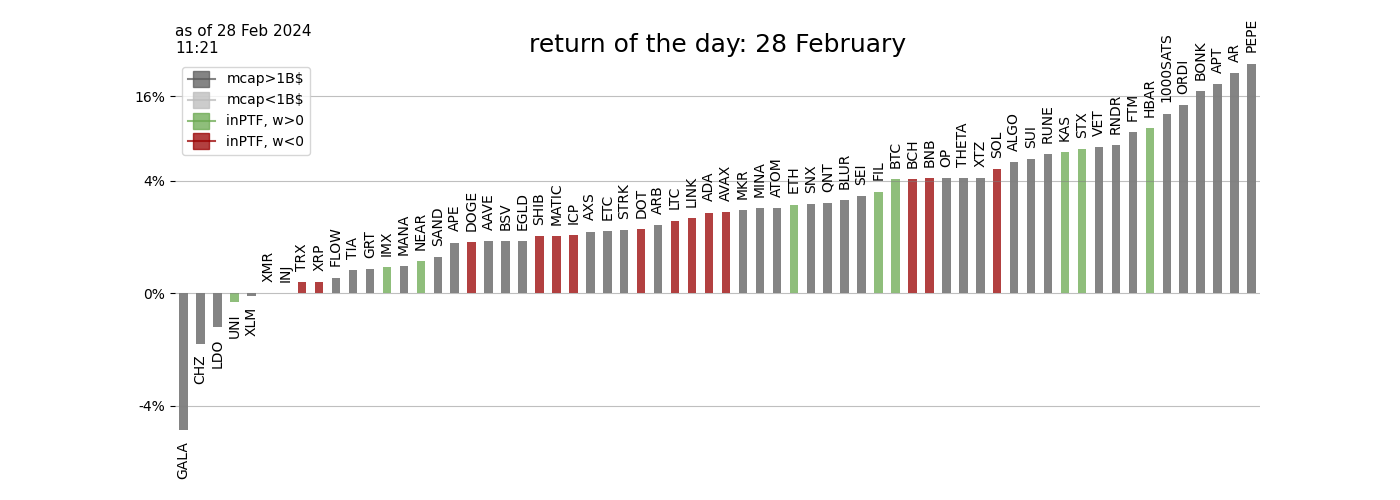 as of 28 Feb 2024
11:21
return of the day: 28 February
mcap>1B$
mcap<1B$
inPTF, w>0
inPTF, w<0
16%
4%
0%
-4%
GALA
CHZ
LDO
UNI
XLM
XMR
INJ
TRX
XRP
FLOW
TIA
GRT
IMX
MANA
NEAR
SAND
APE
DOGE
AAVE
BSV
EGLD
SHIB
MATIC
ICP
AXS
ETC
STRK
DOT
ARB
LTC
LINK
ADA
AVAX
MKR
MINA
ATOM
ETH
SNX
QNT
BLUR
SEI
FIL
BTC
BCH
BNB
OP
THETA
XTZ
SOL
ALGO
SUI
RUNE
KAS
STX
VET
RNDR
FTM
HBAR
1000SATS
ORDI
BONK
APT
AR
PEPE